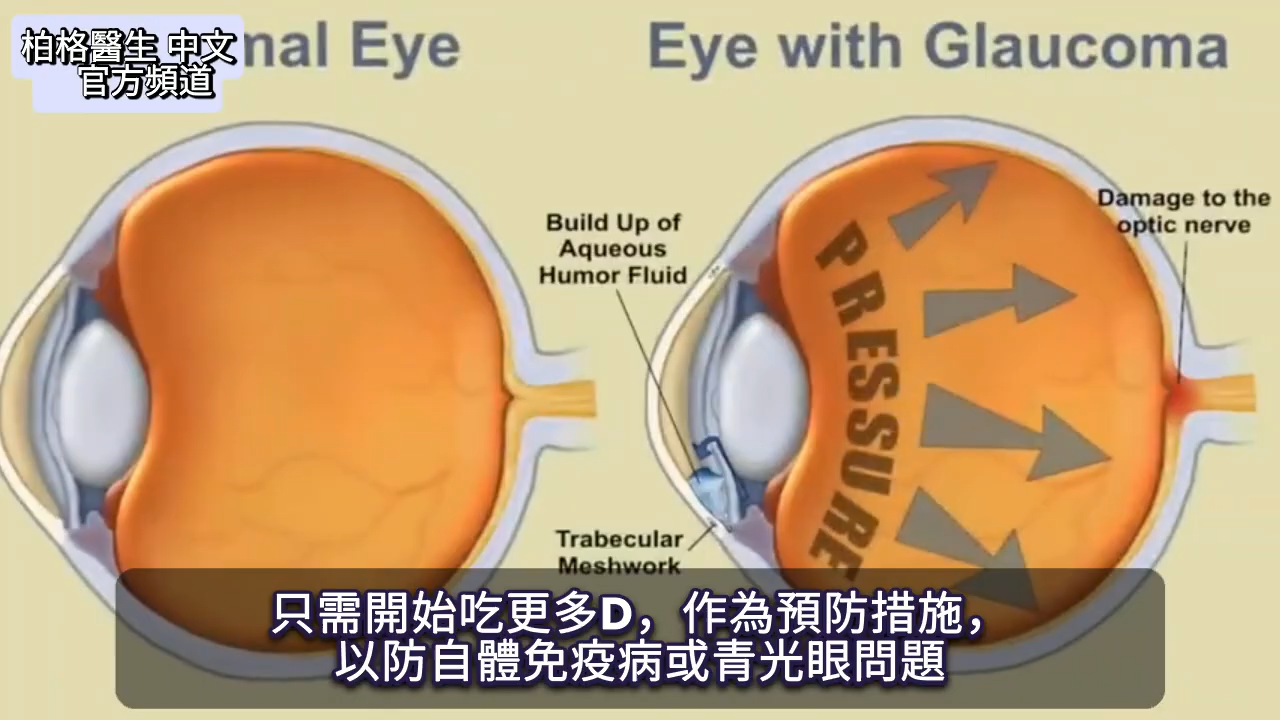 柏格醫生 中文
官方頻道
mal Eye
Eye with Glaucoma
Build Up of
Aqueous
Humor Fluid
Damage to the
optic nerve
PRESSURE
Trabecular
Meshwork
只需開始吃更多D，作為預防措施，
以防自體免疫病或青光眼問題